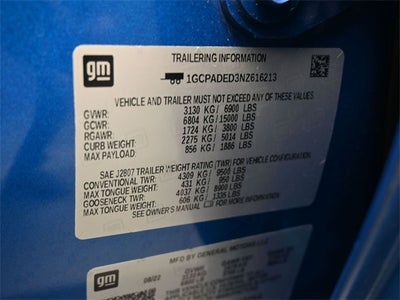 gm
TRAILERING INFORMATION
1GCPADED3NZ616213
VEHICLE AND TRAILER MUST NOT EXCEED ANY OF THESE
GVWR: 3130 KG / 6900 LBS
GCWR: 6804 KG / 15000 LBS
RGAWR: 1724 KG / 3800 LBS
CURB WEIGHT: 2275 KG / 5014 LBS
MAX PAYLOAD: 856 KG / 1886 LBS
SAE J2807 TRAILER WEIGHT RATING (TWR) FOR VEHICLE CONFIGURATION
CONVENTIONAL TWR: 4309 KG / 9500 LBS
MAX TONGUE WEIGHT: 431 KG / 950 LBS
GOOSENECK TWR: 4037 KG / 8900 LBS
MAX TONGUE WEIGHT: 606 KG / 1335 LBS
SEE OWNER'S MANUAL
gm
MFD BY GENERAL MOTORS LLC
08/22 GVWR